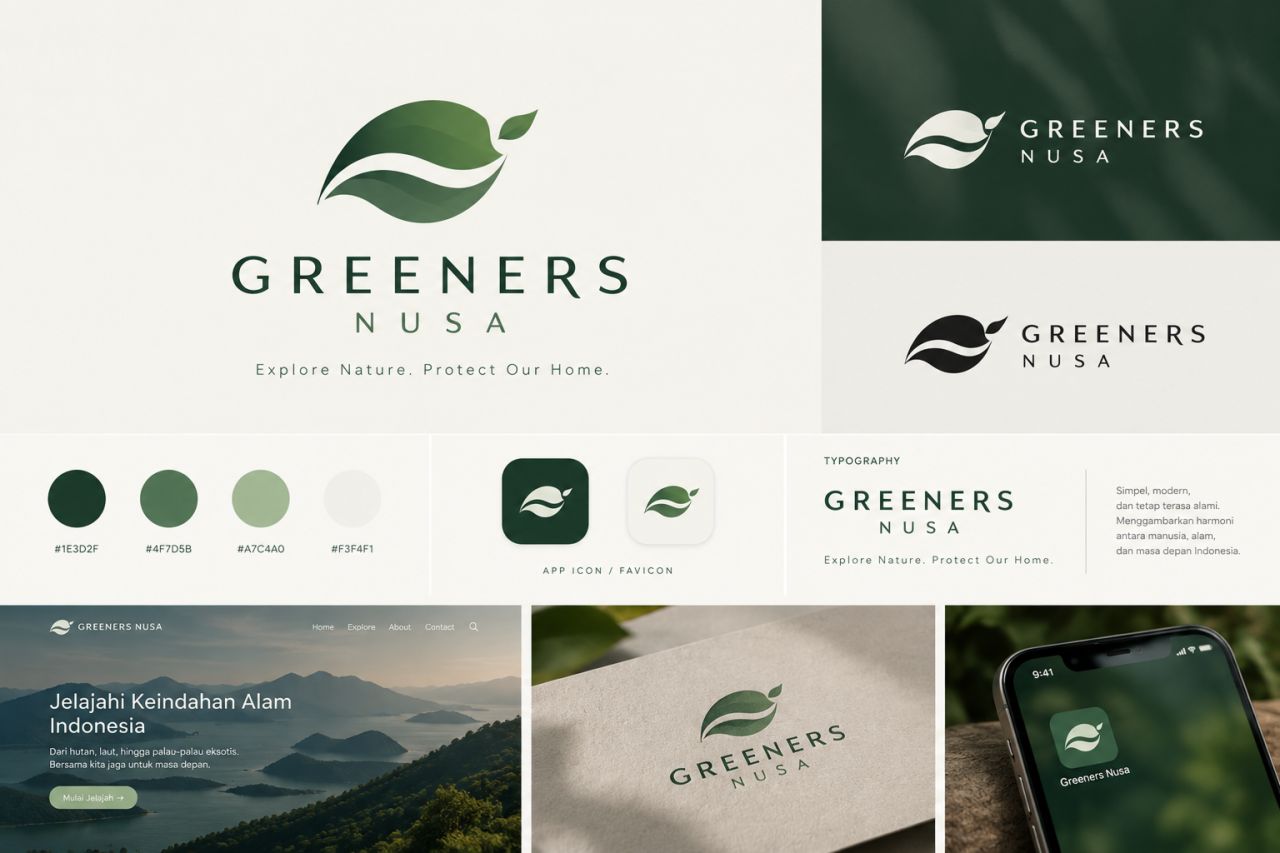 GREENERS
NUSA
Explore Nature. Protect Our Home.
GREENERS
NUSA
GREENERS
NUSA
#1E3D2F
#4F7D5B
#A7C4A0
#F3F4F1
APP ICON / FAVICON
TYPOGRAPHY
GREENERS
NUSA
Explore Nature. Protect Our Home.
Simpel, modern,
dan tetap terasa alami.
Menggambarkan harmoni
antara manusia, alam,
dan masa depan Indonesia.
GREENERS NUSA
Home Explore About Contact
Jelajahi Keindahan Alam
Indonesia
Dari hutan, laut, hingga palau-palau eksotis.
Bersama kita jaga untuk masa depan.
Mulai Jelajah →
GREENERS
NUSA
9:41
Greeners Nusa